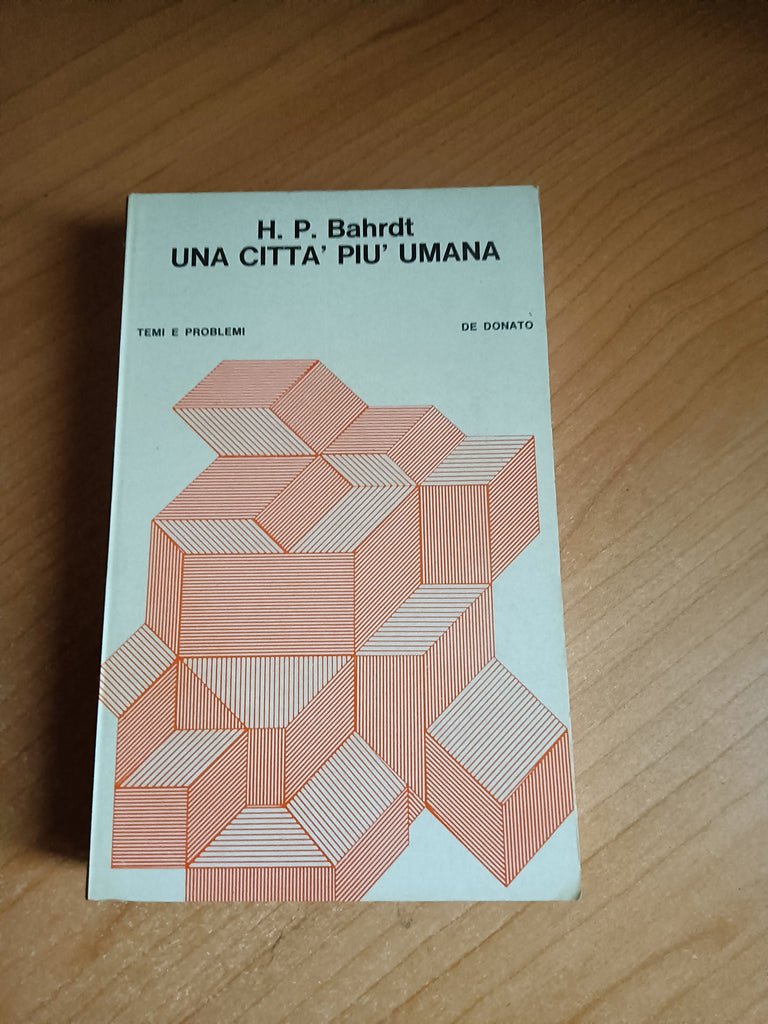 H. P. Bahrdt
UNA CITTA' PIU' UMANA
TEMI E PROBLEMI
DE DONATO